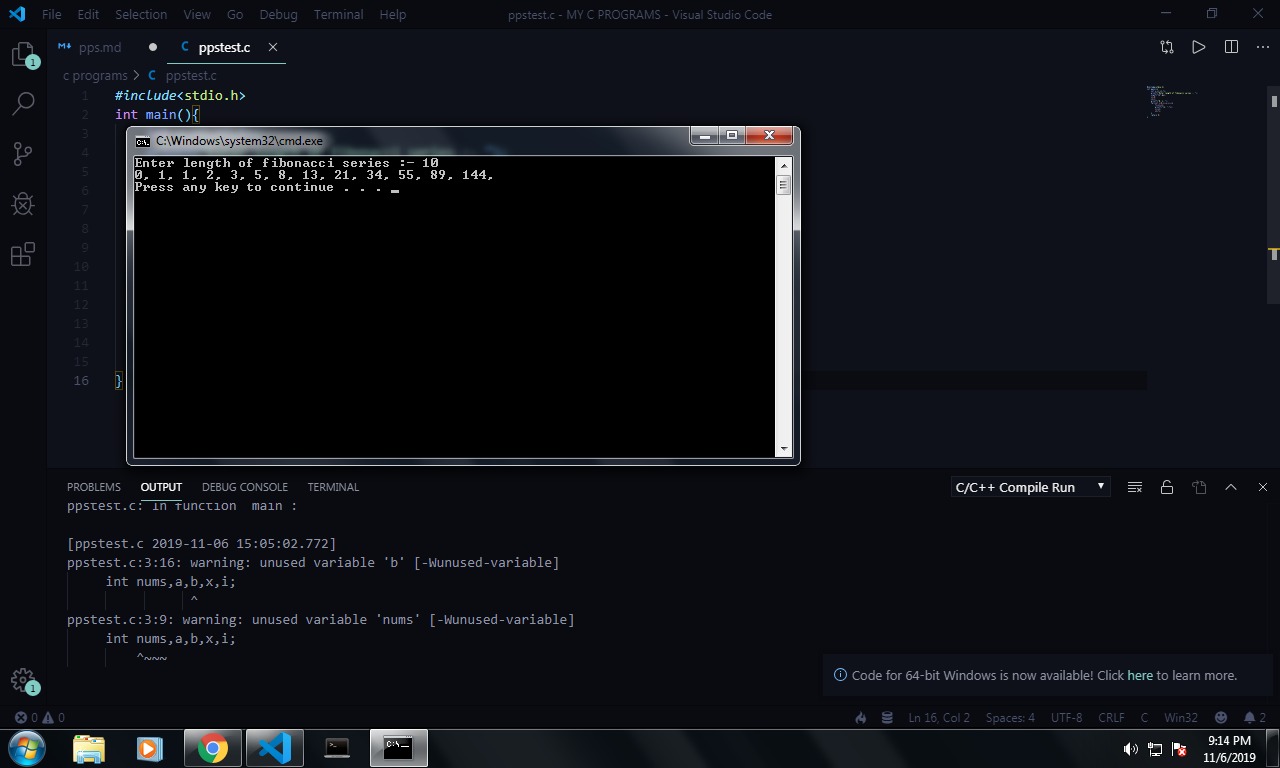 File Edit Selection View Go Debug Terminal Help ppstest.c - MY C PROGRAMS - Visual Studio Code
pps.md ppstest.c
c programs > C ppstest.c
1 #include<stdio.h>
2 int main(){
3
4
5
6
7
8
9
10
11
12
13
14
15
16 }
C:\Windows\system32\cmd.exe
Enter length of fibonacci series :- 10
0, 1, 1, 2, 3, 5, 8, 13, 21, 34, 55, 89, 144,
Press any key to continue . . .
PROBLEMS OUTPUT DEBUG CONSOLE TERMINAL C/C++ Compile Run
ppstest.c: In function main :
[ppstest.c 2019-11-06 15:05:02.772]
ppstest.c:3:16: warning: unused variable 'b' [-Wunused-variable]
int nums,a,b,x,i;
^
ppstest.c:3:9: warning: unused variable 'nums' [-Wunused-variable]
int nums,a,b,x,i;
^~~~
Code for 64-bit Windows is now available! Click here to learn more.
0 0 Ln 16, Col 2 Spaces: 4 UTF-8 CRLF C Win32 2
9:14 PM
11/6/2019